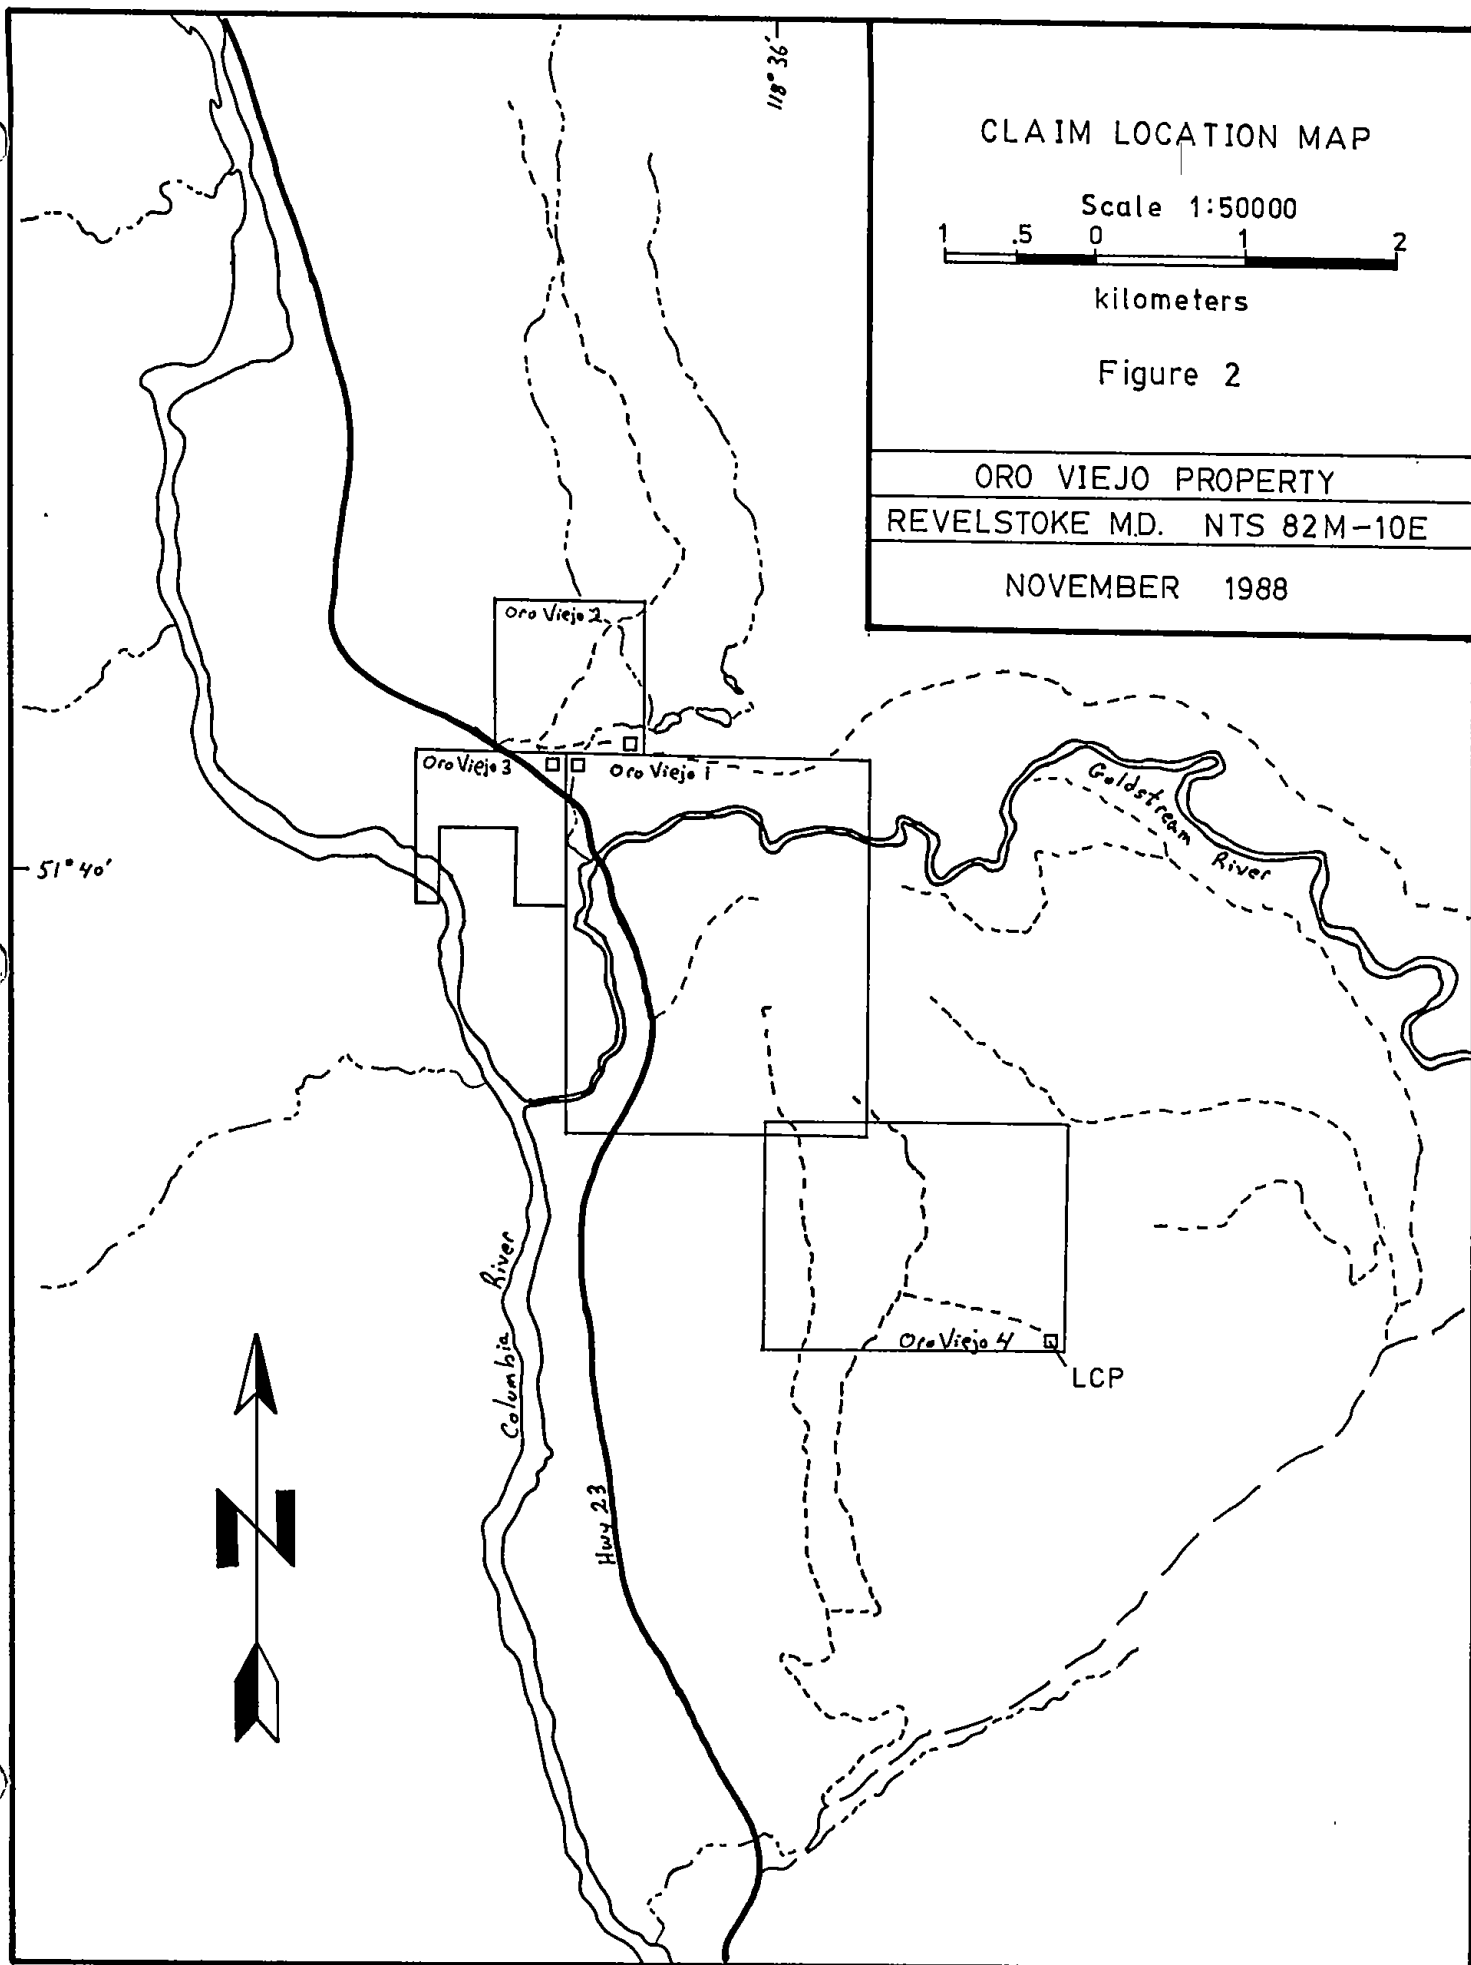 118° 36'
CLAIM LOCATION MAP
Scale 1:50000
1 .5 0 1 2
kilometers
Figure 2
ORO VIEJO PROPERTY
REVELSTOKE M.D. NTS 82M-10E
NOVEMBER 1988
Oro Viejo 2
Oro Viejo 3
Oro Viejo 1
Goldstream River
51° 40'
Columbia River
Oro Viejo 4
LCP
Hwy 23
N